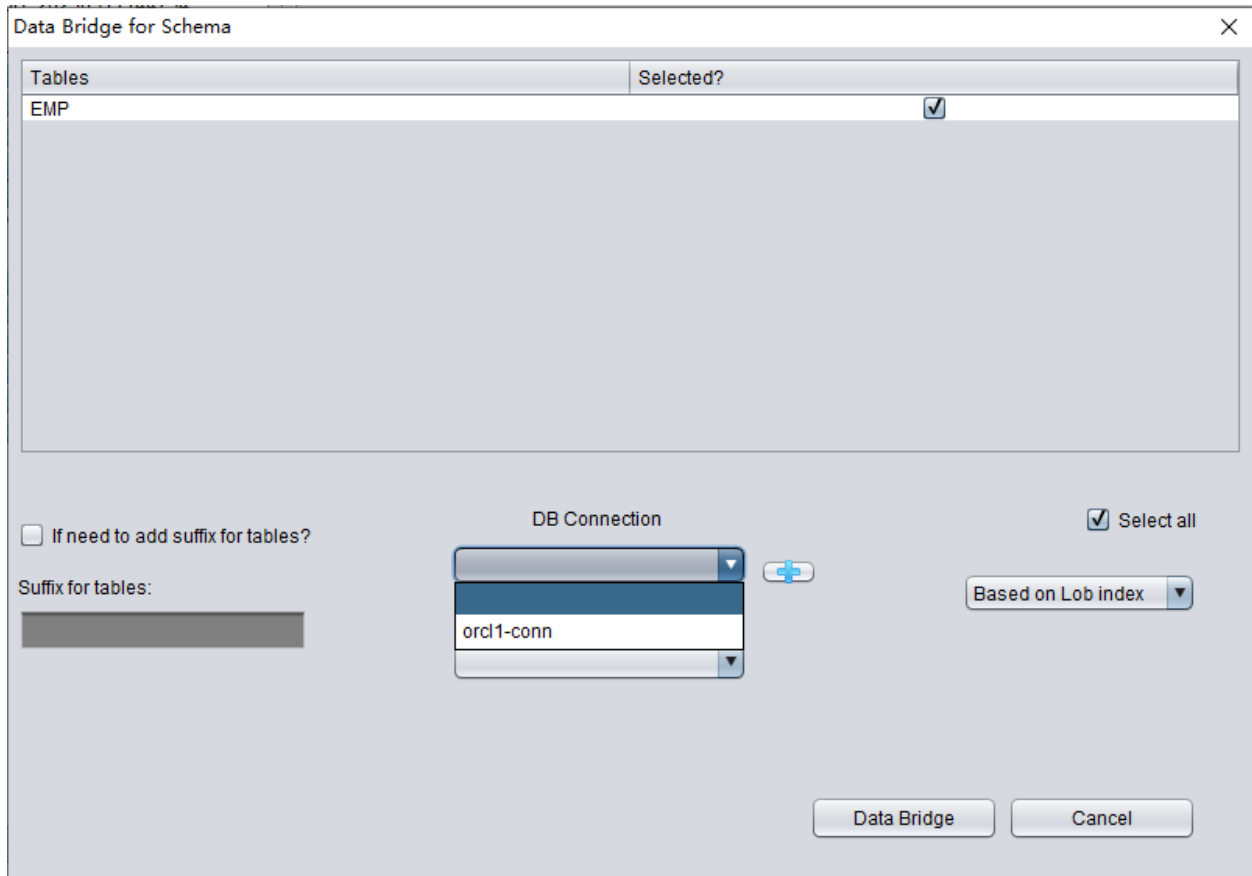 Data Bridge for Schema
Tables Selected?
EMP
If need to add suffix for tables?
Suffix for tables:
DB Connection
orcl1-conn
Select all
Based on Lob index
Data Bridge Cancel